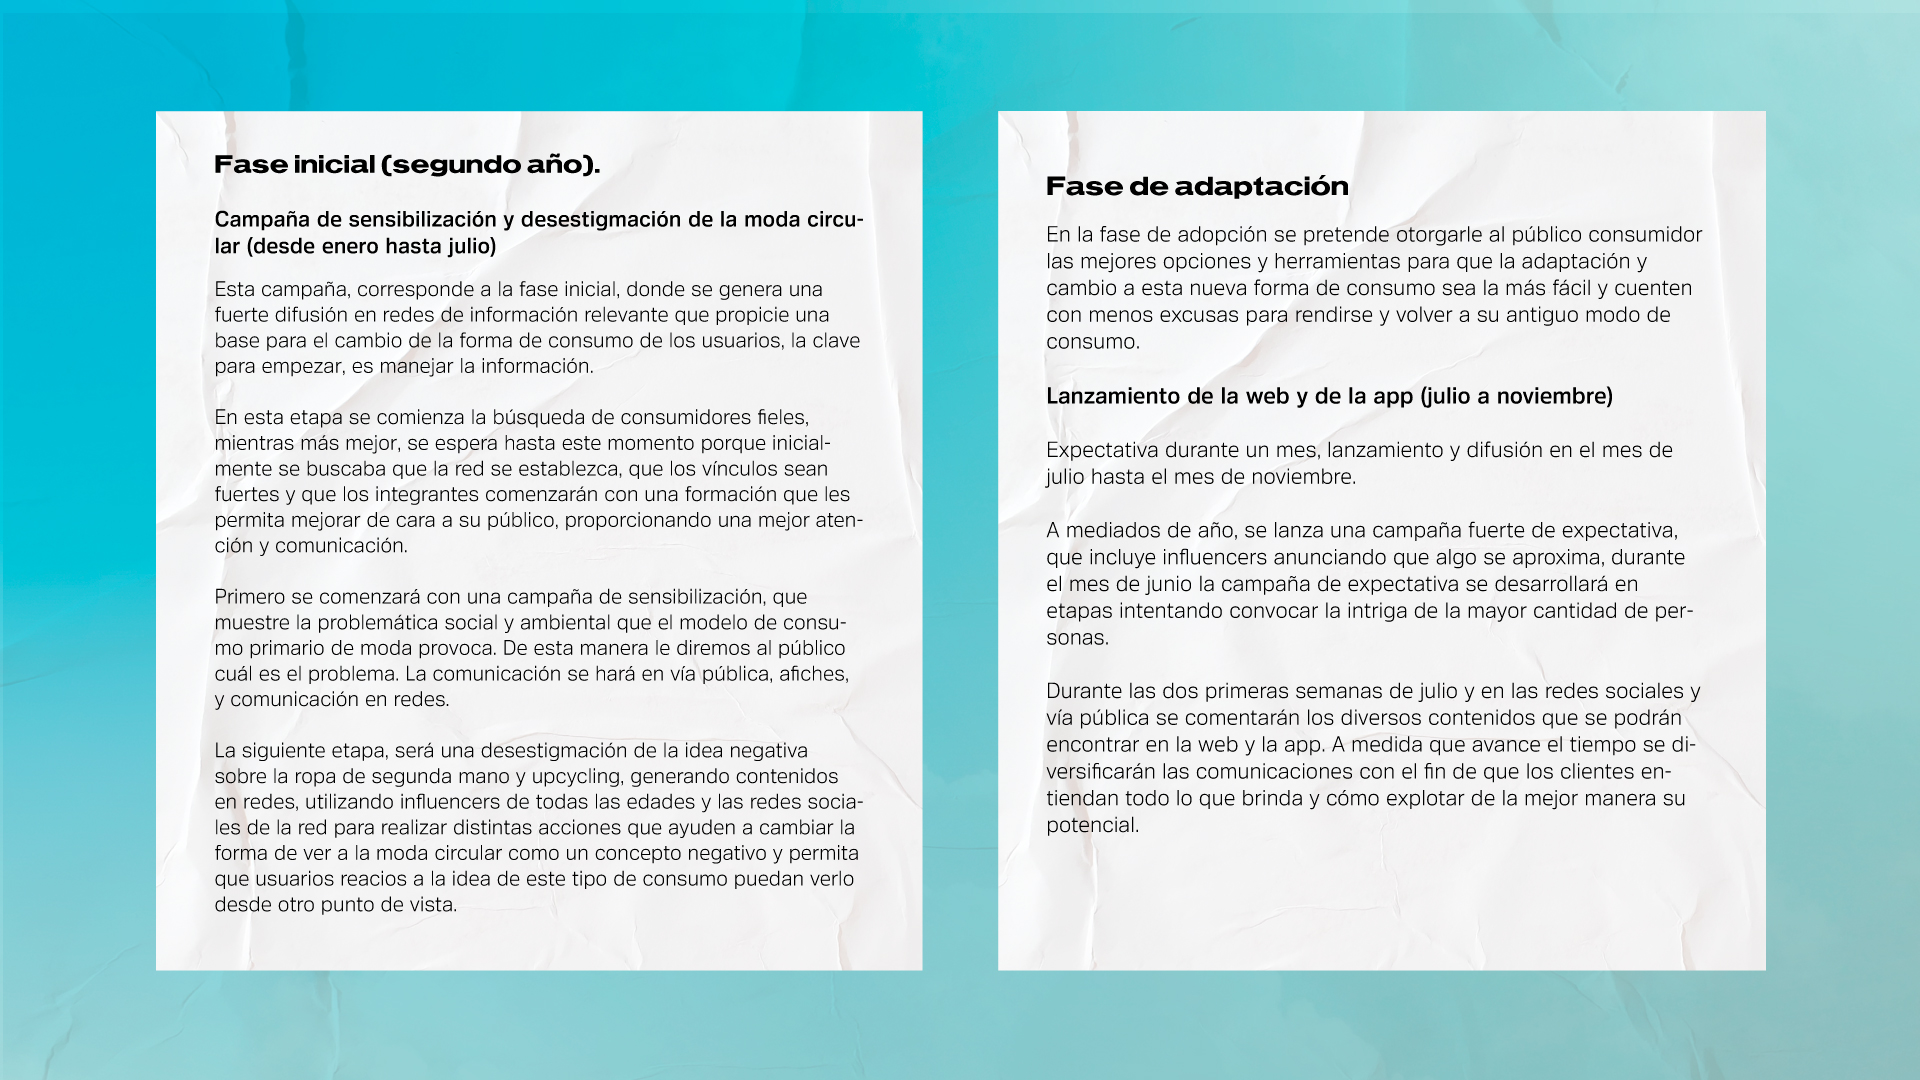 Fase inicial (segundo año).
Campaña de sensibilización y desestigmación de la moda circu-
lar (desde enero hasta julio)
Esta campaña, corresponde a la fase inicial, donde se genera una
fuerte difusión en redes de información relevante que propicie una
base para el cambio de la forma de consumo de los usuarios, la clave
para empezar, es manejar la información.
En esta etapa se comienza la búsqueda de consumidores fieles,
mientras más mejor, se espera hasta este momento porque inicial-
mente se buscaba que la red se establezca, que los vínculos sean
fuertes y que los integrantes comenzarán con una formación que les
permita mejorar de cara a su público, proporcionando una mejor aten-
ción y comunicación.
Primero se comenzará con una campaña de sensibilización, que
muestre la problemática social y ambiental que el modelo de consu-
mo primario de moda provoca. De esta manera le diremos al público
cuál es el problema. La comunicación se hará en vía pública, afiches,
y comunicación en redes.
La siguiente etapa, será una desestigmación de la idea negativa
sobre la ropa de segunda mano y upcycling, generando contenidos
en redes, utilizando influencers de todas las edades y las redes socia-
les de la red para realizar distintas acciones que ayuden a cambiar la
forma de ver a la moda circular como un concepto negativo y permita
que usuarios reacios a la idea de este tipo de consumo puedan verlo
desde otro punto de vista.
Fase de adaptación
En la fase de adopción se pretende otorgarle al público consumidor
las mejores opciones y herramientas para que la adaptación y
cambio a esta nueva forma de consumo sea la más fácil y cuenten
con menos excusas para rendirse y volver a su antiguo modo de
consumo.
Lanzamiento de la web y de la app (julio a noviembre)
Expectativa durante un mes, lanzamiento y difusión en el mes de
julio hasta el mes de noviembre.
A mediados de año, se lanza una campaña fuerte de expectativa,
que incluye influencers anunciando que algo se aproxima, durante
el mes de junio la campaña de expectativa se desarrollará en
etapas intentando convocar la intriga de la mayor cantidad de per-
sonas.
Durante las dos primeras semanas de julio y en las redes sociales y
vía pública se comentarán los diversos contenidos que se podrán
encontrar en la web y la app. A medida que avance el tiempo se di-
versificarán las comunicaciones con el fin de que los clientes en-
tiendan todo lo que brinda y cómo explotar de la mejor manera su
potencial.